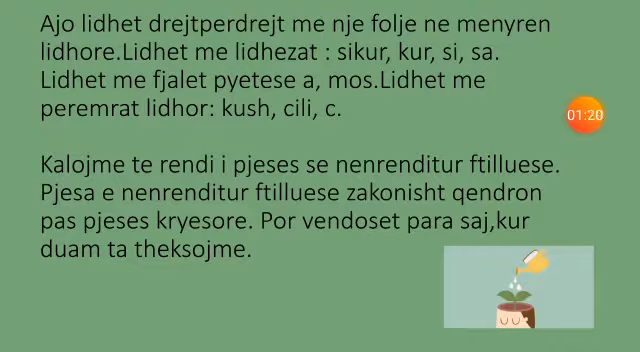 Ajo lidhet drejtperdrejt me nje folje ne menyren
lidhore.Lidhet me lidhezat : sikur, kur, si, sa.
Lidhet me fjalet pyetese a, mos.Lidhet me
peremrat lidhor: kush, cili, c.
01:20
Kalojme te rendi i pjeses se nenrenditur ftilluese.
Pjesa e nenrenditur ftilluese zakonisht qendron
pas pjeses kryesore. Por vendoset para saj,kur
duam ta theksojme.